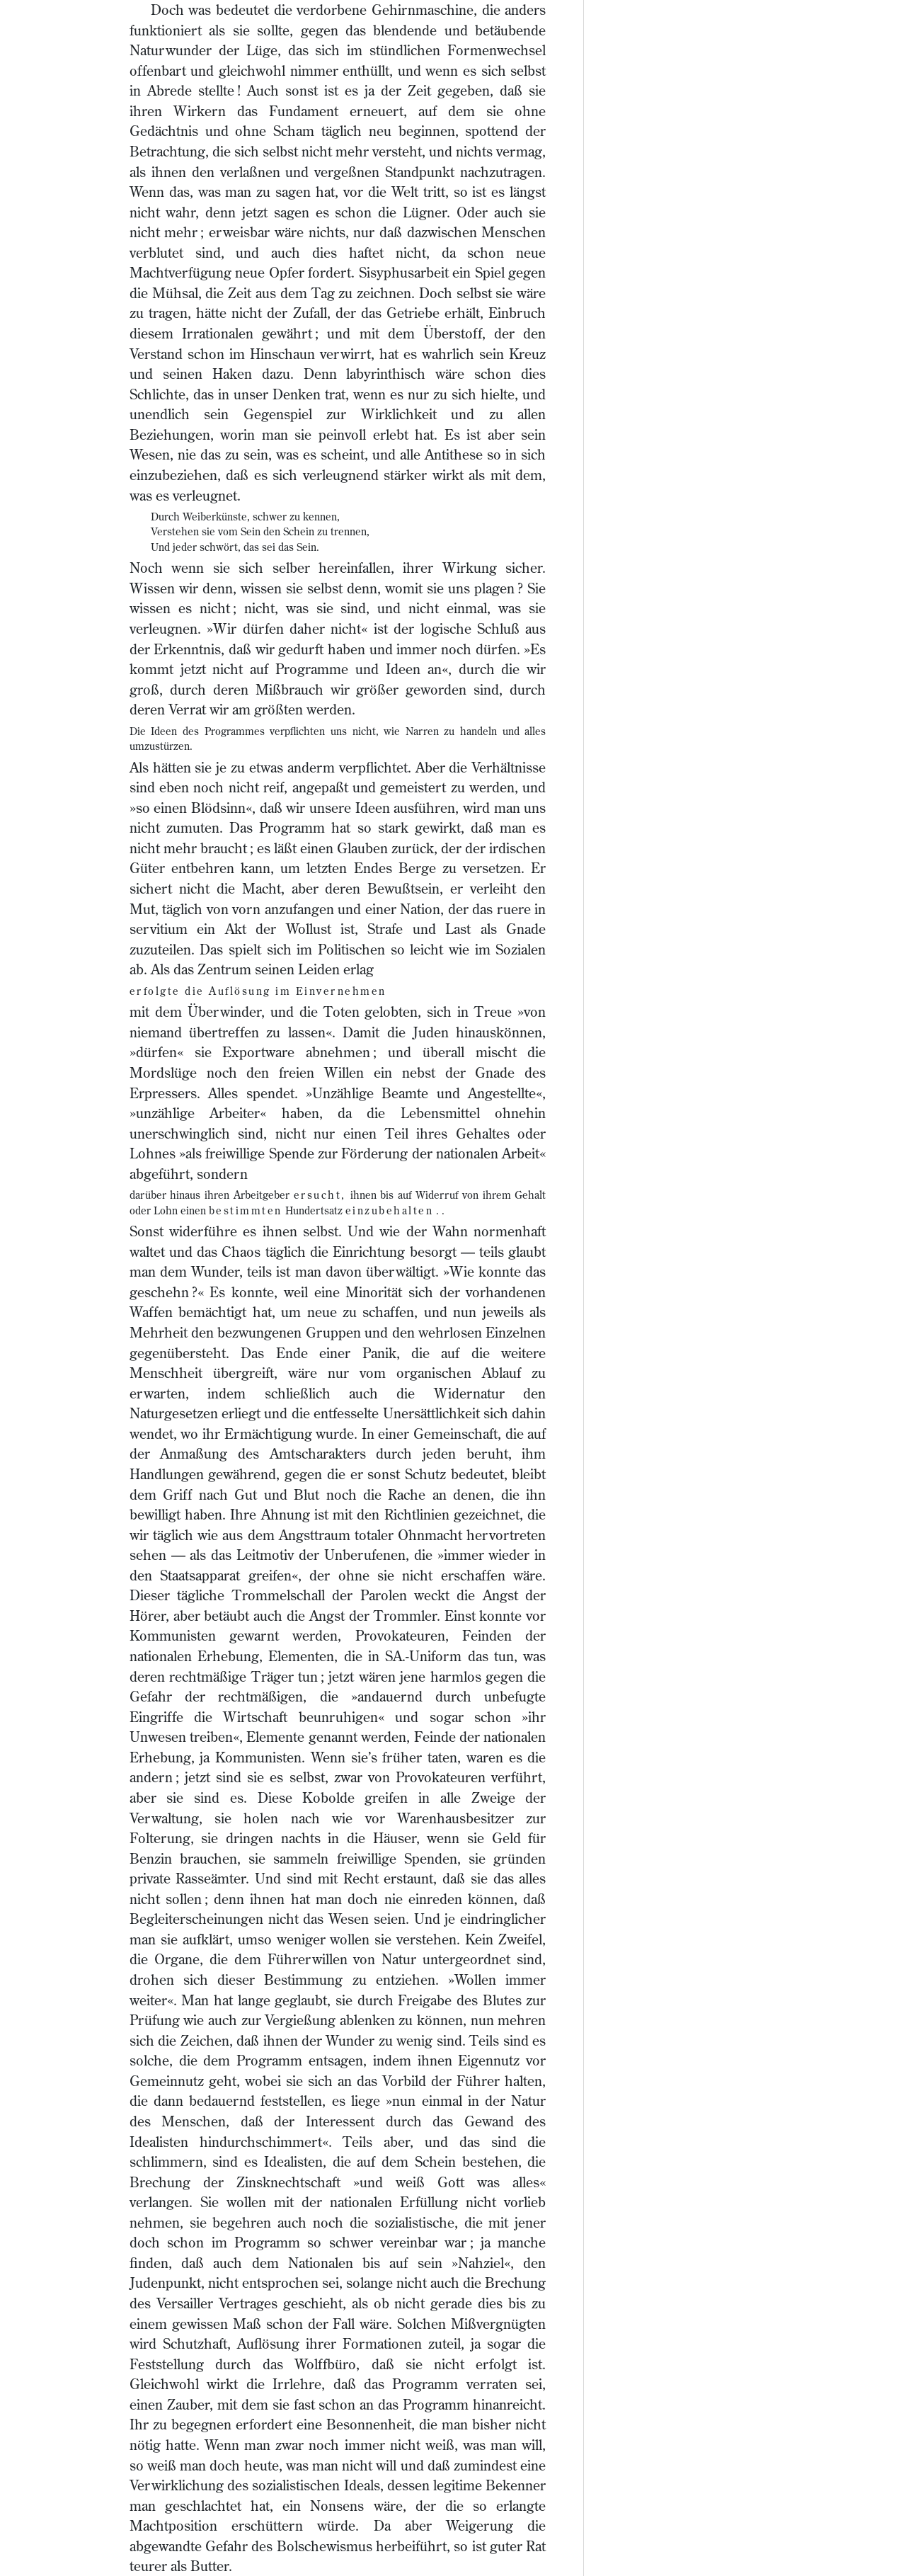 Doch was bedeutet die verdorbene Gehirnmaschine, die anders
funktioniert als sie sollte, gegen das blendende und betäubende
Naturwunder der Lüge, das sich im stündlichen Formenwechsel
offenbart und gleichwohl nimmer enthüllt, und wenn es sich selbst
in Abrede stellte! Auch sonst ist es ja der Zeit gegeben, daß sie
ihren Wirkern das Fundament erneuert, auf dem sie ohne
Gedächtnis und ohne Scham täglich neu beginnen, spottend der
Betrachtung, die sich selbst nicht mehr versteht, und nichts vermag,
als ihnen den verlaßnen und vergeßnen Standpunkt nachzutragen.
Wenn das, was man zu sagen hat, vor die Welt tritt, so ist es längst
nicht wahr, denn jetzt sagen es schon die Lügner. Oder auch sie
nicht mehr; erweisbar wäre nichts, nur daß dazwischen Menschen
verblutet sind, und auch dies haftet nicht, da schon neue
Machtverfügung neue Opfer fordert. Sisyphusarbeit ein Spiel gegen
die Mühsal, die Zeit aus dem Tag zu zeichnen. Doch selbst sie wäre
zu tragen, hätte nicht der Zufall, der das Getriebe erhält, Einbruch
diesem Irrationalen gewährt; und mit dem Überstoff, der den
Verstand schon im Hinschaun verwirrt, hat es wahrlich sein Kreuz
und seinen Haken dazu. Denn labyrinthisch wäre schon dies
Schlichte, das in unser Denken trat, wenn es nur zu sich hielte, und
unendlich sein Gegenspiel zur Wirklichkeit und zu allen
Beziehungen, worin man sie peinvoll erlebt hat. Es ist aber sein
Wesen, nie das zu sein, was es scheint, und alle Antithese so in sich
einzubeziehen, daß es sich verleugnend stärker wirkt als mit dem,
was es verleugnet.
Durch Weiberkünste, schwer zu kennen,
Verstehen sie vom Sein den Schein zu trennen,
Und jeder schwört, das sei das Sein.
Noch wenn sie sich selber hereinfallen, ihrer Wirkung sicher.
Wissen wir denn, wissen sie selbst denn, womit sie uns plagen? Sie
wissen es nicht; nicht, was sie sind, und nicht einmal, was sie
verleugnen. »Wir dürfen daher nicht« ist der logische Schluß aus
der Erkenntnis, daß wir gedurft haben und immer noch dürfen. »Es
kommt jetzt nicht auf Programme und Ideen an«, durch die wir
groß, durch deren Mißbrauch wir größer geworden sind, durch
deren Verrat wir am größten werden.
Die Ideen des Programmes verpflichten uns nicht, wie Narren zu handeln und alles
umzustürzen.
Als hätten sie je zu etwas anderm verpflichtet. Aber die Verhältnisse
sind eben noch nicht reif, angepaßt und gemeistert zu werden, und
»so einen Blödsinn«, daß wir unsere Ideen ausführen, wird man uns
nicht zumuten. Das Programm hat so stark gewirkt, daß man es
nicht mehr braucht; es läßt einen Glauben zurück, der der irdischen
Güter entbehren kann, um letzten Endes Berge zu versetzen. Er
sichert nicht die Macht, aber deren Bewußtsein, er verleiht den
Mut, täglich von vorn anzufangen und einer Nation, der das ruere in
servitium ein Akt der Wollust ist, Strafe und Last als Gnade
zuzuteilen. Das spielt sich im Politischen so leicht wie im Sozialen
ab. Als das Zentrum seinen Leiden erlag
erfolgte die Auflösung im Einvernehmen
mit dem Überwinder, und die Toten gelobten, sich in Treue »von
niemand übertreffen zu lassen«. Damit die Juden hinauskönnen,
»dürfen« sie Exportware abnehmen; und überall mischt die
Mordslüge noch den freien Willen ein nebst der Gnade des
Erpressers. Alles spendet. »Unzählige Beamte und Angestellte«,
»unzählige Arbeiter« haben, da die Lebensmittel ohnehin
unerschwinglich sind, nicht nur einen Teil ihres Gehaltes oder
Lohnes »als freiwillige Spende zur Förderung der nationalen Arbeit«
abgeführt, sondern
darüber hinaus ihren Arbeitgeber ersucht, ihnen bis auf Widerruf von ihrem Gehalt
oder Lohn einen bestimmten Hundertsatz einzubehalten . .
Sonst widerführe es ihnen selbst. Und wie der Wahn normenhaft
waltet und das Chaos täglich die Einrichtung besorgt — teils glaubt
man dem Wunder, teils ist man davon überwältigt. »Wie konnte das
geschehn?« Es konnte, weil eine Minorität sich der vorhandenen
Waffen bemächtigt hat, um neue zu schaffen, und nun jeweils als
Mehrheit den bezwungenen Gruppen und den wehrlosen Einzelnen
gegenübersteht. Das Ende einer Panik, die auf die weitere
Menschheit übergreift, wäre nur vom organischen Ablauf zu
erwarten, indem schließlich auch die Widernatur den
Naturgesetzen erliegt und die entfesselte Unersättlichkeit sich dahin
wendet, wo ihr Ermächtigung wurde. In einer Gemeinschaft, die auf
der Anmaßung des Amtscharakters durch jeden beruht, ihm
Handlungen gewährend, gegen die er sonst Schutz bedeutet, bleibt
dem Griff nach Gut und Blut noch die Rache an denen, die ihn
bewilligt haben. Ihre Ahnung ist mit den Richtlinien gezeichnet, die
wir täglich wie aus dem Angsttraum totaler Ohnmacht hervortreten
sehen — als das Leitmotiv der Unberufenen, die »immer wieder in
den Staatsapparat greifen«, der ohne sie nicht erschaffen wäre.
Dieser tägliche Trommelschall der Parolen weckt die Angst der
Hörer, aber betäubt auch die Angst der Trommler. Einst konnte vor
Kommunisten gewarnt werden, Provokateuren, Feinden der
nationalen Erhebung, Elementen, die in SA.-Uniform das tun, was
deren rechtmäßige Träger tun; jetzt wären jene harmlos gegen die
Gefahr der rechtmäßigen, die »andauernd durch unbefugte
Eingriffe die Wirtschaft beunruhigen« und sogar schon »ihr
Unwesen treiben«, Elemente genannt werden, Feinde der nationalen
Erhebung, ja Kommunisten. Wenn sie’s früher taten, waren es die
andern; jetzt sind sie es selbst, zwar von Provokateuren verführt,
aber sie sind es. Diese Kobolde greifen in alle Zweige der
Verwaltung, sie holen nach wie vor Warenhausbesitzer zur
Folterung, sie dringen nachts in die Häuser, wenn sie Geld für
Benzin brauchen, sie sammeln freiwillige Spenden, sie gründen
private Rasseämter. Und sind mit Recht erstaunt, daß sie das alles
nicht sollen; denn ihnen hat man doch nie einreden können, daß
Begleiterscheinungen nicht das Wesen seien. Und je eindringlicher
man sie aufklärt, umso weniger wollen sie verstehen. Kein Zweifel,
die Organe, die dem Führerwillen von Natur untergeordnet sind,
drohen sich dieser Bestimmung zu entziehen. »Wollen immer
weiter«. Man hat lange geglaubt, sie durch Freigabe des Blutes zur
Prüfung wie auch zur Vergießung ablenken zu können, nun mehren
sich die Zeichen, daß ihnen der Wunder zu wenig sind. Teils sind es
solche, die dem Programm entsagen, indem ihnen Eigennutz vor
Gemeinnutz geht, wobei sie sich an das Vorbild der Führer halten,
die dann bedauernd feststellen, es liege »nun einmal in der Natur
des Menschen, daß der Interessent durch das Gewand des
Idealisten hindurchschimmert«. Teils aber, und das sind die
schlimmern, sind es Idealisten, die auf dem Schein bestehen, die
Brechung der Zinsknechtschaft »und weiß Gott was alles«
verlangen. Sie wollen mit der nationalen Erfüllung nicht vorlieb
nehmen, sie begehren auch noch die sozialistische, die mit jener
doch schon im Programm so schwer vereinbar war; ja manche
finden, daß auch dem Nationalen bis auf sein »Nahziel«, den
Judenpunkt, nicht entsprochen sei, solange nicht auch die Brechung
des Versailler Vertrages geschieht, als ob nicht gerade dies bis zu
einem gewissen Maß schon der Fall wäre. Solchen Mißvergnügten
wird Schutzhaft, Auflösung ihrer Formationen zuteil, ja sogar die
Feststellung durch das Wolffbüro, daß sie nicht erfolgt ist.
Gleichwohl wirkt die Irrlehre, daß das Programm verraten sei,
einen Zauber, mit dem sie fast schon an das Programm hinanreicht.
Ihr zu begegnen erfordert eine Besonnenheit, die man bisher nicht
nötig hatte. Wenn man zwar noch immer nicht weiß, was man will,
so weiß man doch heute, was man nicht will und daß zumindest eine
Verwirklichung des sozialistischen Ideals, dessen legitime Bekenner
man geschlachtet hat, ein Nonsens wäre, der die so erlangte
Machtposition erschüttern würde. Da aber Weigerung die
abgewandte Gefahr des Bolschewismus herbeiführt, so ist guter Rat
teurer als Butter.